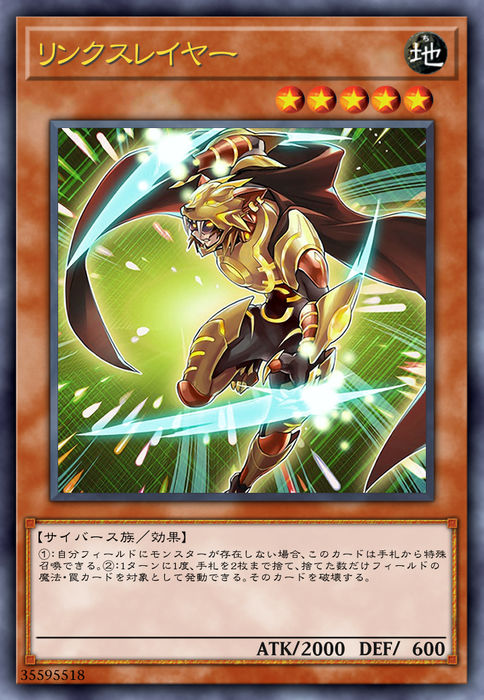 リンクスレイヤー
地
ち
【サイバース族/効果】
①:自分フィールドにモンスターが存在しない場合、このカードは手札から特殊
召喚できる。②:1ターンに1度、手札を2枚まで捨て、捨てた数だけフィールドの
魔法・罠カードを対象として発動できる。そのカードを破壊する。
ATK/2000 DEF/ 600
35595518